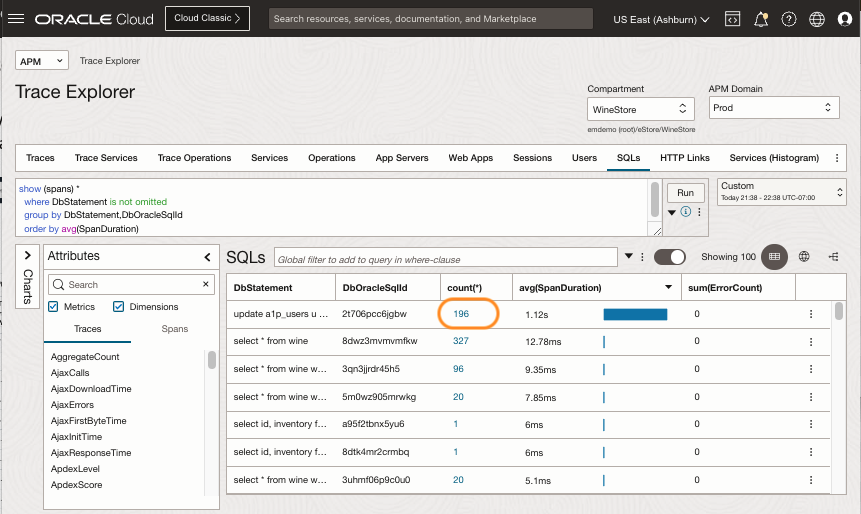 ORACLE Cloud
Cloud Classic >
Search resources, services, documentation, and Marketplace
US East (Ashburn)
APM
Trace Explorer
Trace Explorer
Compartment
APM Domain
WineStore
Prod
emdemo (root)/eStore/WineStore
Traces Trace Services Trace Operations Services Operations App Servers Web Apps Sessions Users SQLs HTTP Links Services (Histogram)
show (spans) *
where DbStatement is not omitted
group by DbStatement,DbOracleSqlId
order by avg(SpanDuration)
Run
Custom
Today 21:38 - 22:38 UTC-07:00
Charts
Attributes
Search
Metrics Dimensions
Traces Spans
AggregateCount
AjaxCalls
AjaxDownloadTime
AjaxErrors
AjaxFirstByteTime
AjaxInitTime
AjaxResponseTime
ApdexLevel
ApdexScore
SQLs
Global filter to add to query in where-clause
Showing 100
DbStatement DbOracleSqlId count(*) avg(SpanDuration) sum(ErrorCount)
update a1p_users u ... 2t706pcc6jgbw 196 1.12s 0
select * from wine 8dwz3mvmvmfkw 327 12.78ms 0
select * from wine w... 3qn3jjrdr45h5 96 9.35ms 0
select * from wine w... 5m0wz905mrwkg 20 7.85ms 0
select id, inventory f... a95f2tbnx5yu6 1 6ms 0
select id, inventory f... 8dtk4mr2crmbq 1 6ms 0
select * from wine w... 3uhmf06p9c0u0 20 5.1ms 0